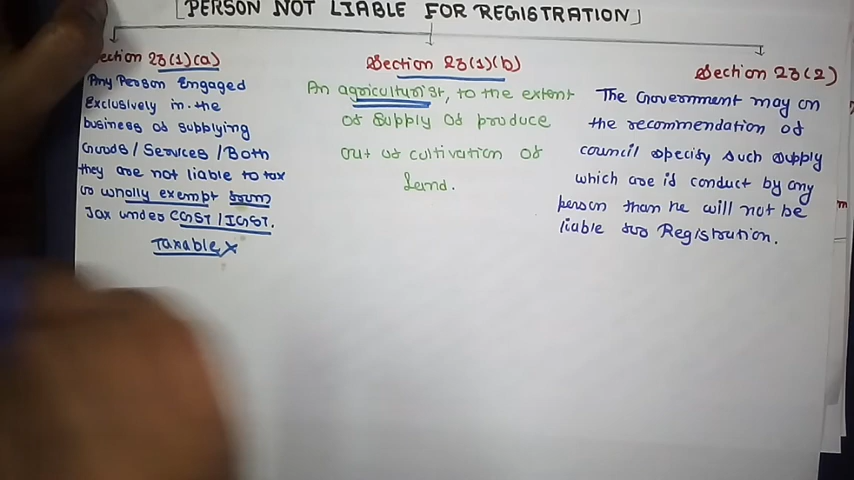 [PERSON NOT LIABLE FOR REGISTRATION]
Section 23(1)(a)
Any Person Engaged
Exclusively in the
business of supplying
Goods/Services/Both
they are not liable to tax
or wholly exempt from
Tax under CGST/IGST.
Taxable X
Section 23(1)(b)
An agriculturist, to the extent
of supply of produce
out of cultivation of
Land.
Section 23(2)
The Government may on
the recommendation of
council specify such supply
which are is conduct by any
person than he will not be
liable for Registration.